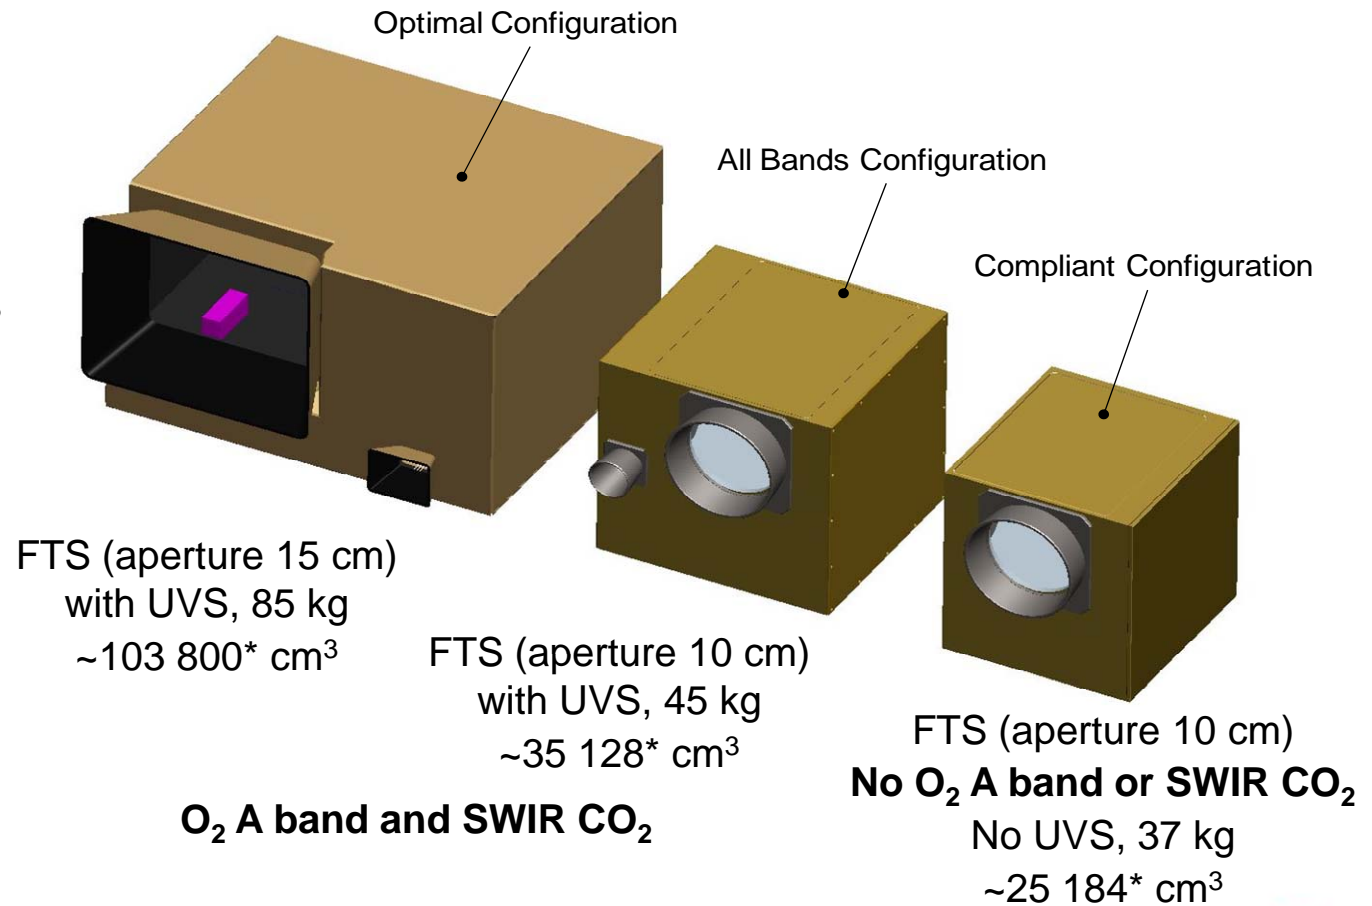 Optimal Configuration
All Bands Configuration
Compliant Configuration
FTS (aperture 15 cm)
with UVS, 85 kg
~103 800* cm³
FTS (aperture 10 cm)
with UVS, 45 kg
~35 128* cm³
O₂ A band and SWIR CO₂
FTS (aperture 10 cm)
No O₂ A band or SWIR CO₂
No UVS, 37 kg
~25 184* cm³